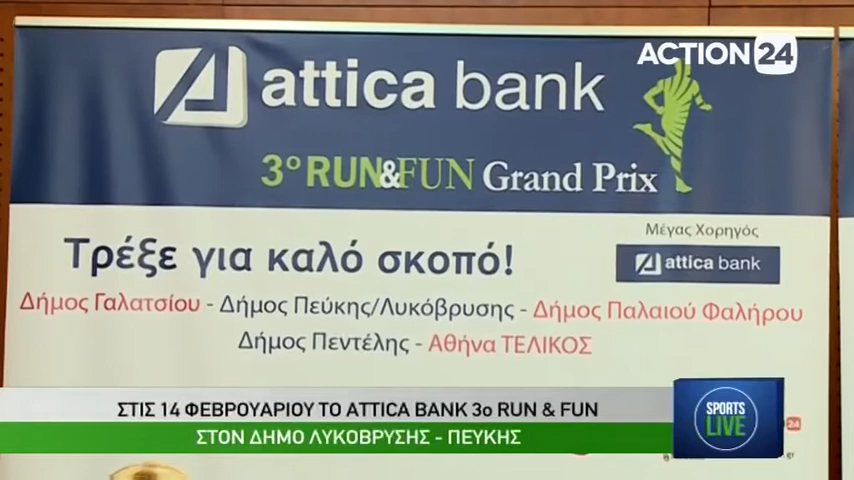 ACTION 24
attica bank
3° RUN&FUN Grand Prix
Μέγας Χορηγός
attica bank
Τρέξε για καλό σκοπό!
Δήμος Γαλατσίου - Δήμος Πεύκης/Λυκόβρυσης - Δήμος Παλαιού Φαλήρου
Δήμος Πεντέλης - Αθήνα ΤΕΛΙΚΟΣ
ΣΤΙΣ 14 ΦΕΒΡΟΥΑΡΙΟΥ ΤΟ ATTICA BANK 3o RUN & FUN
ΣΤΟΝ ΔΗΜΟ ΛΥΚΟΒΡΥΣΗΣ - ΠΕΥΚΗΣ
SPORTS
LIVE
24